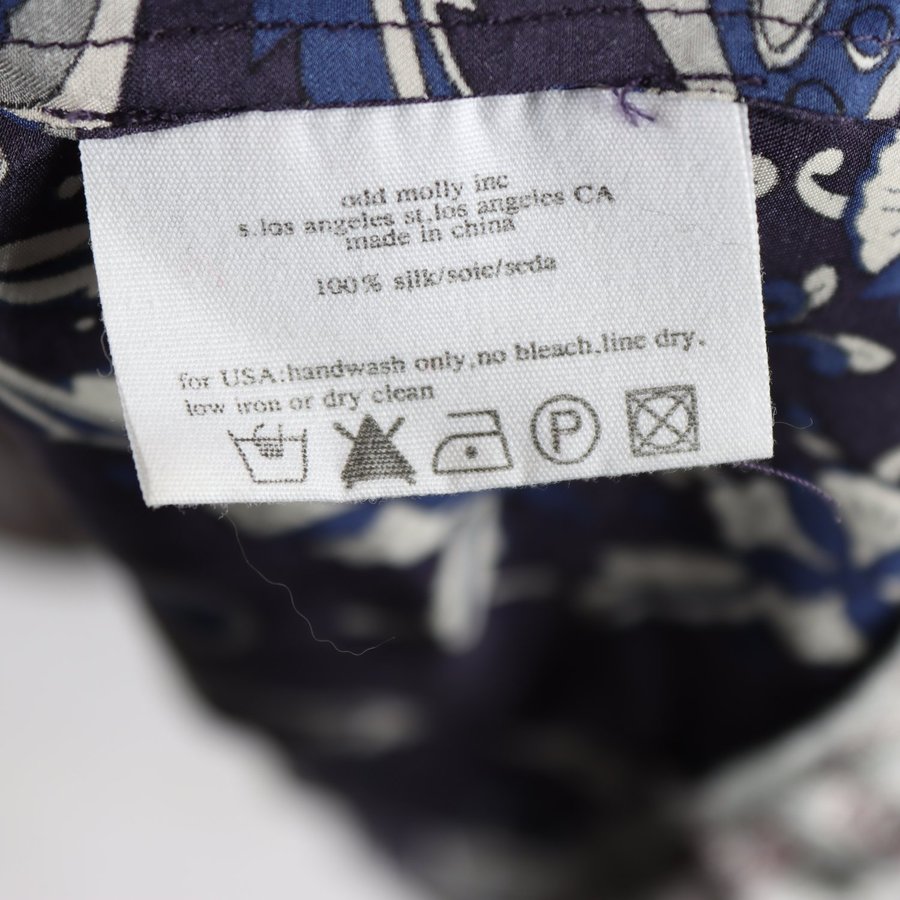 odd molly inc
s.los angeles st.los angeles CA
made in china
100% silk/soie/seda
for USA:handwash only,no bleach.line dry.
low iron or dry clean
P